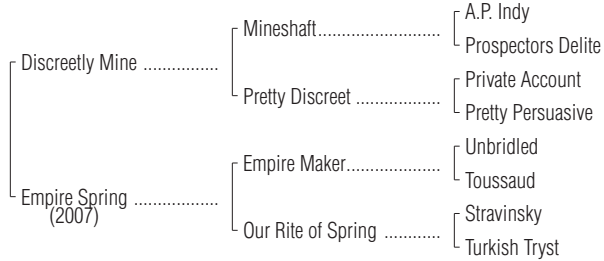 A.P. Indy
Mineshaft..............................
Prospectors Delite
Discreetly Mine ................
Private Account
Pretty Discreet .....................
Pretty Persuasive
Unbridled
Empire Maker.......................
Toussaud
Empire Spring ..................
(2007)
Stravinsky
Our Rite of Spring ..............
Turkish Tryst